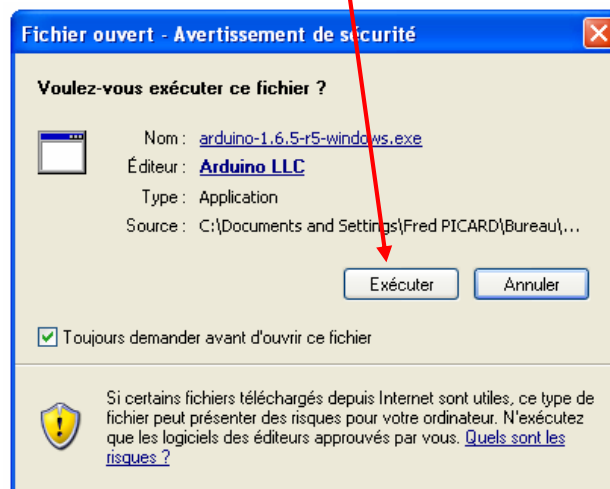 Fichier ouvert - Avertissement de sécurité
Voulez-vous exécuter ce fichier ?
Nom : arduino-1.6.5-r5-windows.exe
Éditeur : Arduino LLC
Type : Application
Source : C:\Documents and Settings\Fred PICARD\Bureau\...
Exécuter Annuler
Toujours demander avant d'ouvrir ce fichier
Si certains fichiers téléchargés depuis Internet sont utiles, ce type de
fichier peut présenter des risques pour votre ordinateur. N'exécutez
que les logiciels des éditeurs approuvés par vous. Quels sont les
risques ?